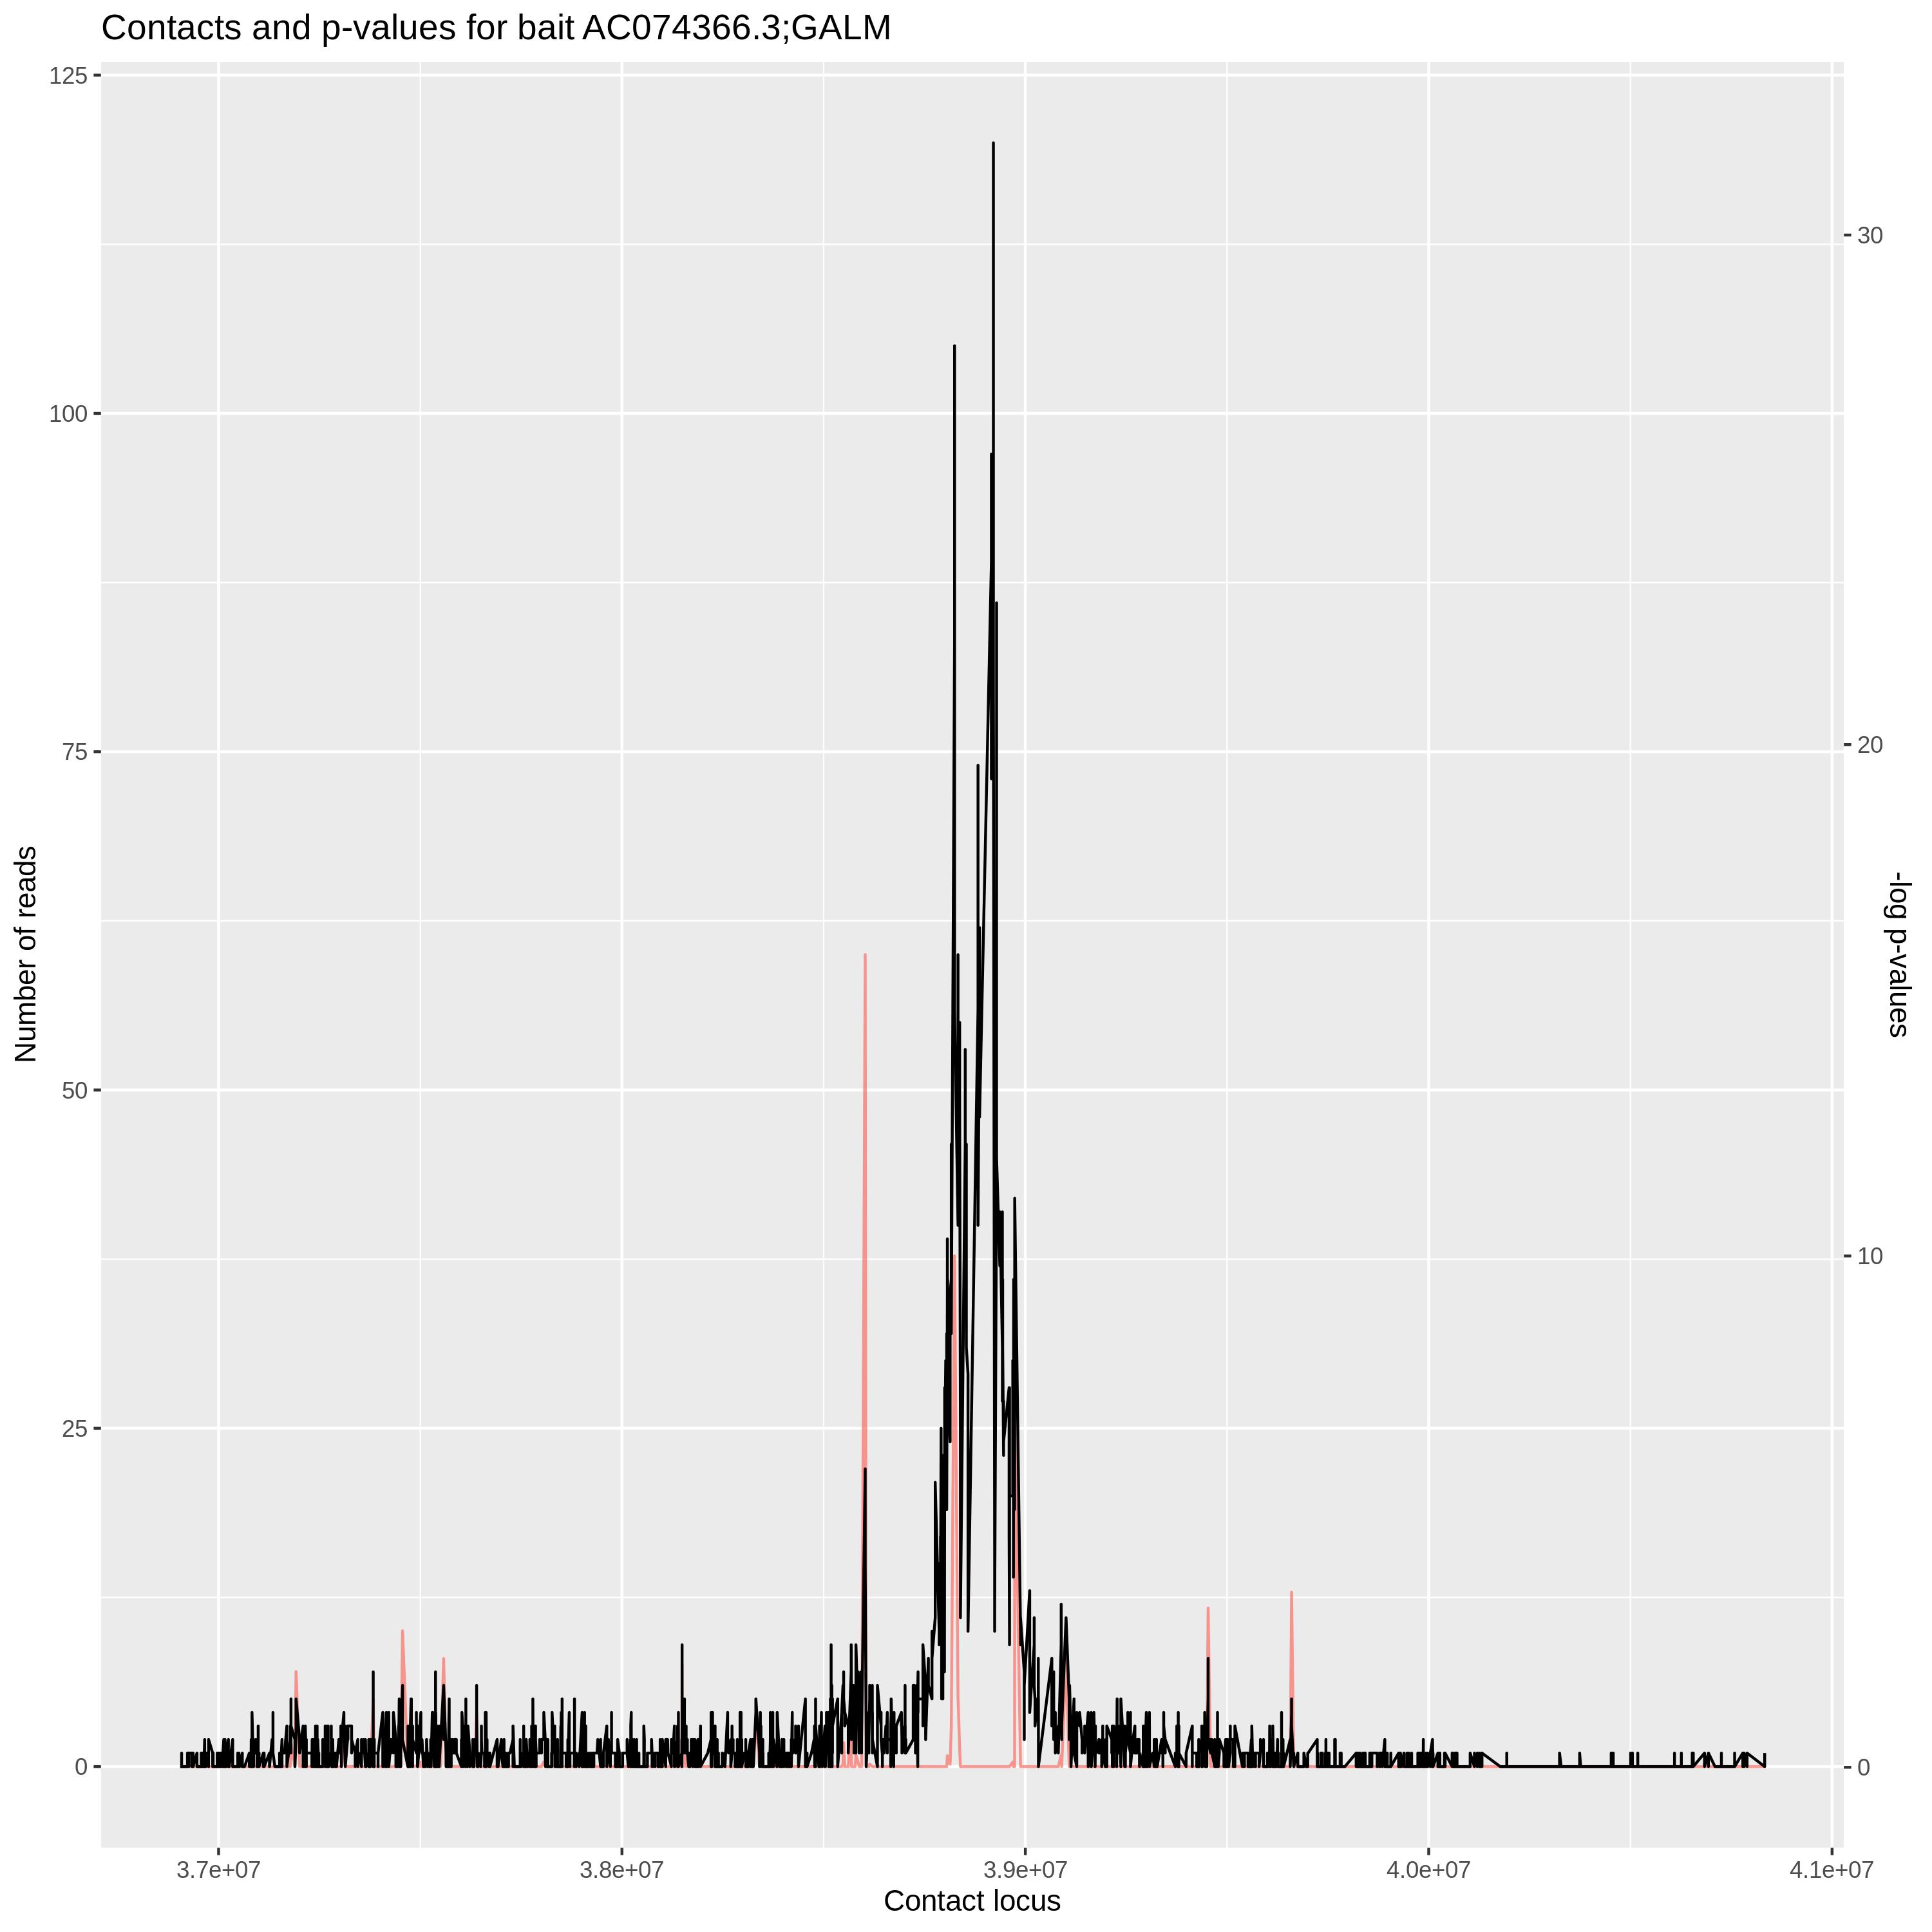 Contacts and p-values for bait AC074366.3;GALM
125
100
75
50
25
0
Number of reads
30
20
10
0
-log p-values
3.7e+07
3.8e+07
3.9e+07
4.0e+07
4.1e+07
Contact locus